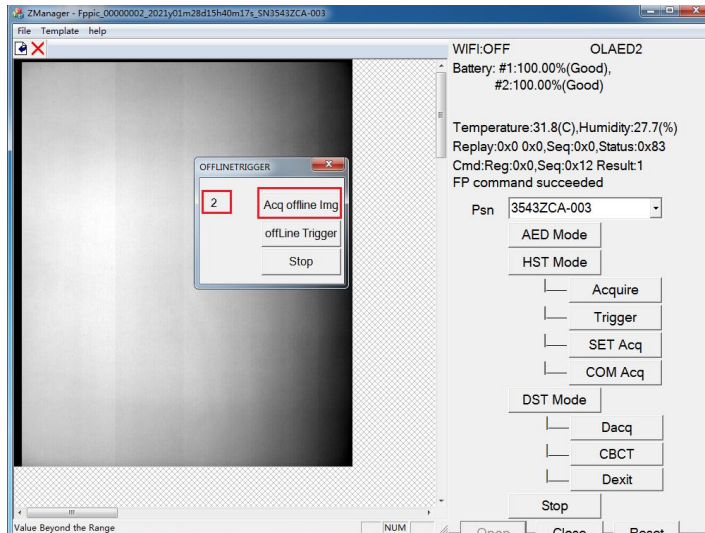 ZManager - Fppic_00000002_2021y01m28d15h40m17s_SN3543ZCA-003
File Template help
WIFI:OFF OLAED2
Battery: #1:100.00%(Good),
#2:100.00%(Good)
Temperature:31.8(C),Humidity:27.7(%)
Replay:0x0 0x0,Seq:0x0,Status:0x83
Cmd:Reg:0x0,Seq:0x12 Result:1
FP command succeeded
Psn 3543ZCA-003
OFFLINETRIGGER
2 Acq offline Img
offLine Trigger
Stop
AED Mode
HST Mode
Acquire
Trigger
SET Acq
COM Acq
DST Mode
Dacq
CBCT
Dexit
Stop
Open Close Reset
Value Beyond the Range NUM